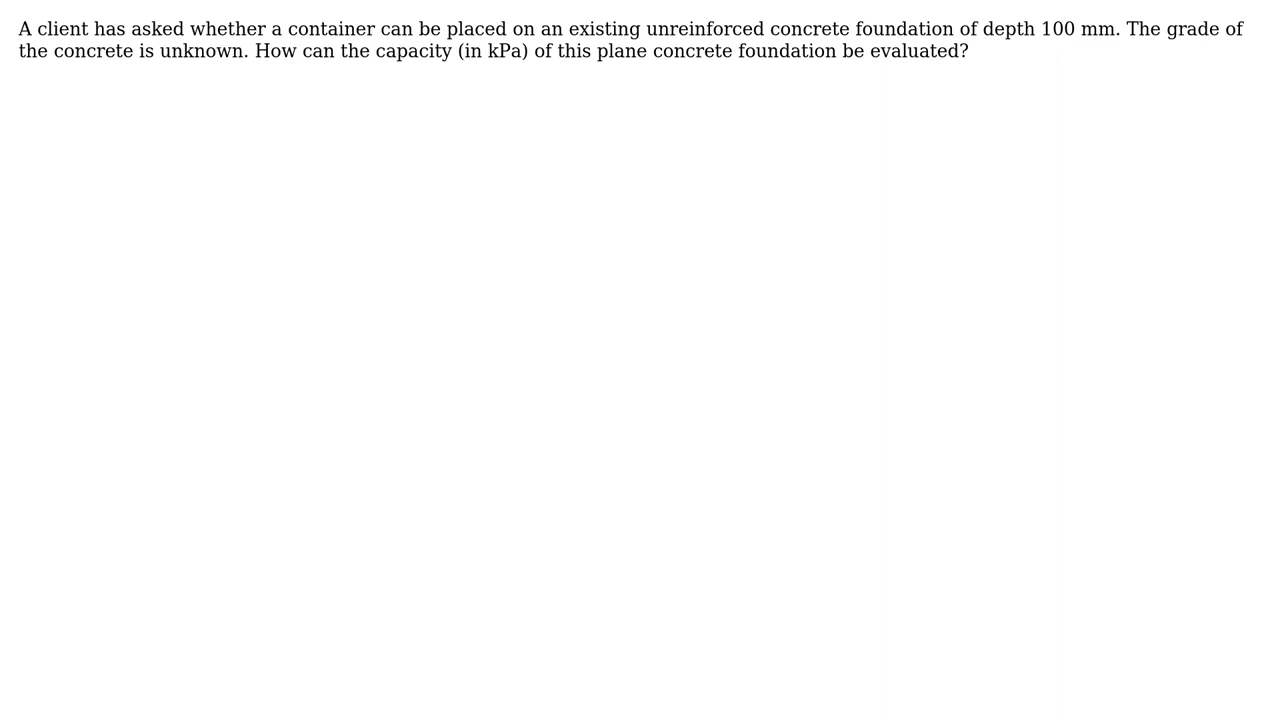 A client has asked whether a container can be placed on an existing unreinforced concrete foundation of depth 100 mm. The grade of
the concrete is unknown. How can the capacity (in kPa) of this plane concrete foundation be evaluated?